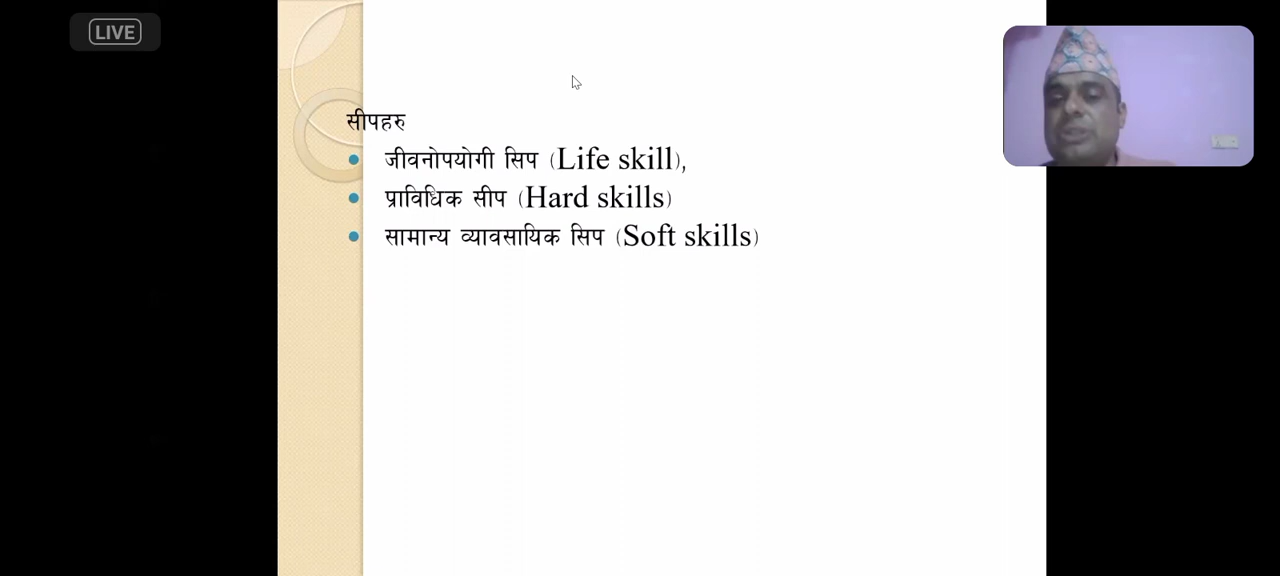 LIVE
सीपहरु
जीवनोपयोगी सिप (Life skill),
प्राविधिक सीप (Hard skills)
सामान्य व्यावसायिक सिप (Soft skills)